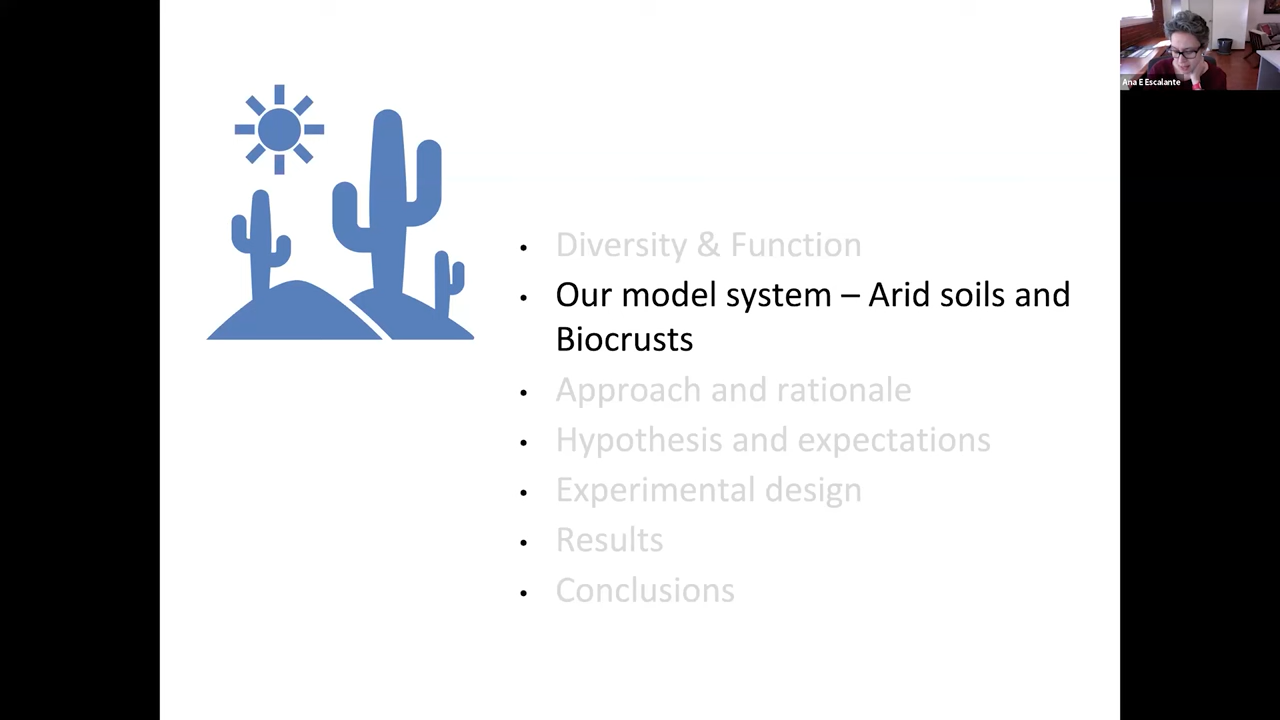 Ana E Escalante
• Diversity & Function
• Our model system – Arid soils and
Biocrusts
• Approach and rationale
• Hypothesis and expectations
• Experimental design
• Results
• Conclusions